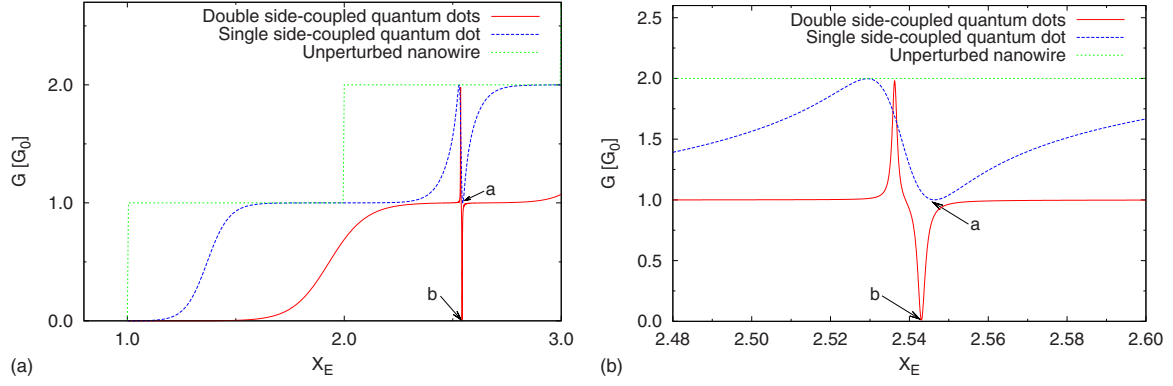 Double side-coupled quantum dots
Single side-coupled quantum dot
Unperturbed nanowire
G [G₀]
2.0
1.0
0.0
a
b
1.0
2.0
3.0
X_E
(a)
Double side-coupled quantum dots
Single side-coupled quantum dot
Unperturbed nanowire
G [G₀]
2.5
2.0
1.5
1.0
0.5
0.0
a
b
2.48
2.50
2.52
2.54
2.56
2.58
2.60
X_E
(b)